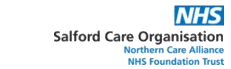 NHS
Salford Care Organisation
Northern Care Alliance
NHS Foundation Trust